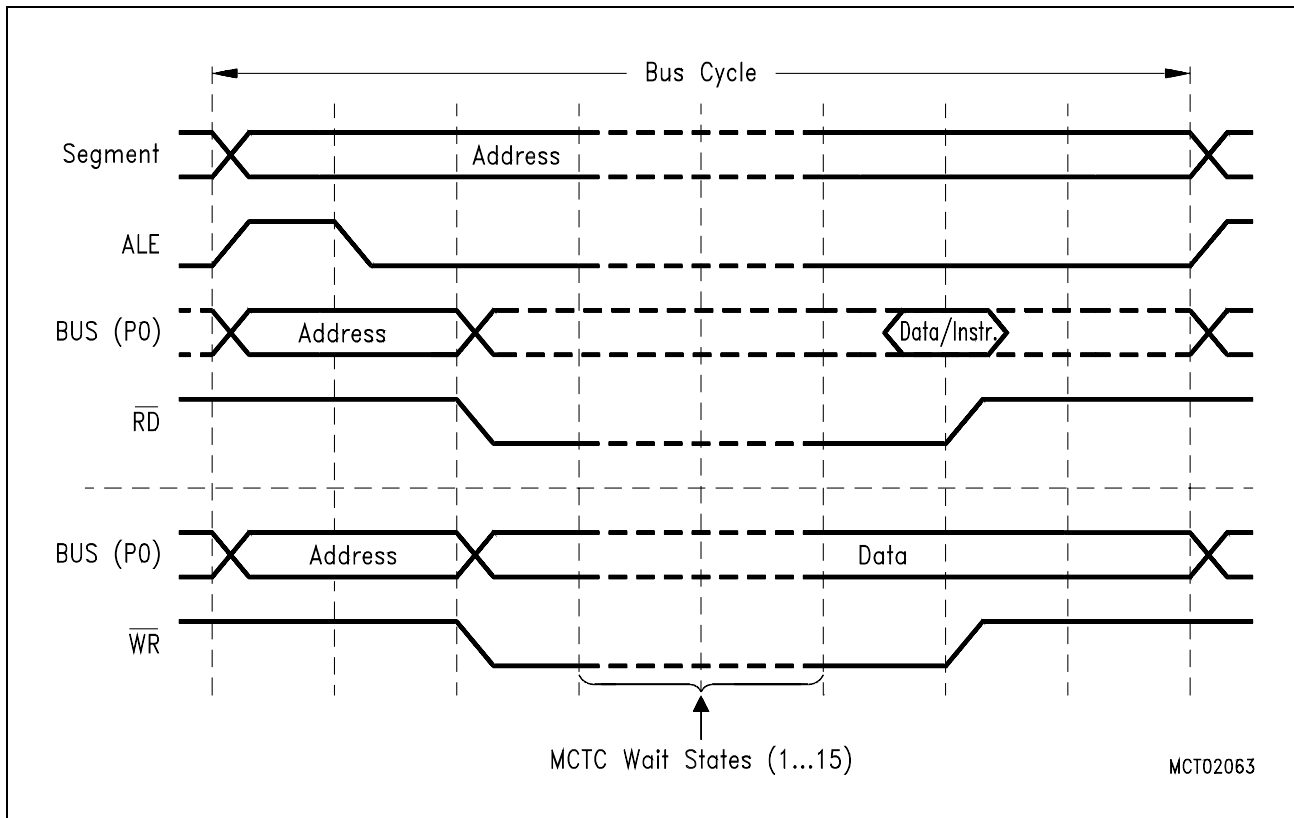 Bus Cycle
Segment
Address
ALE
BUS (P0)
Address
Data/Instr.
RD
BUS (P0)
Address
Data
WR
MCTC Wait States (1...15)
MCT02063